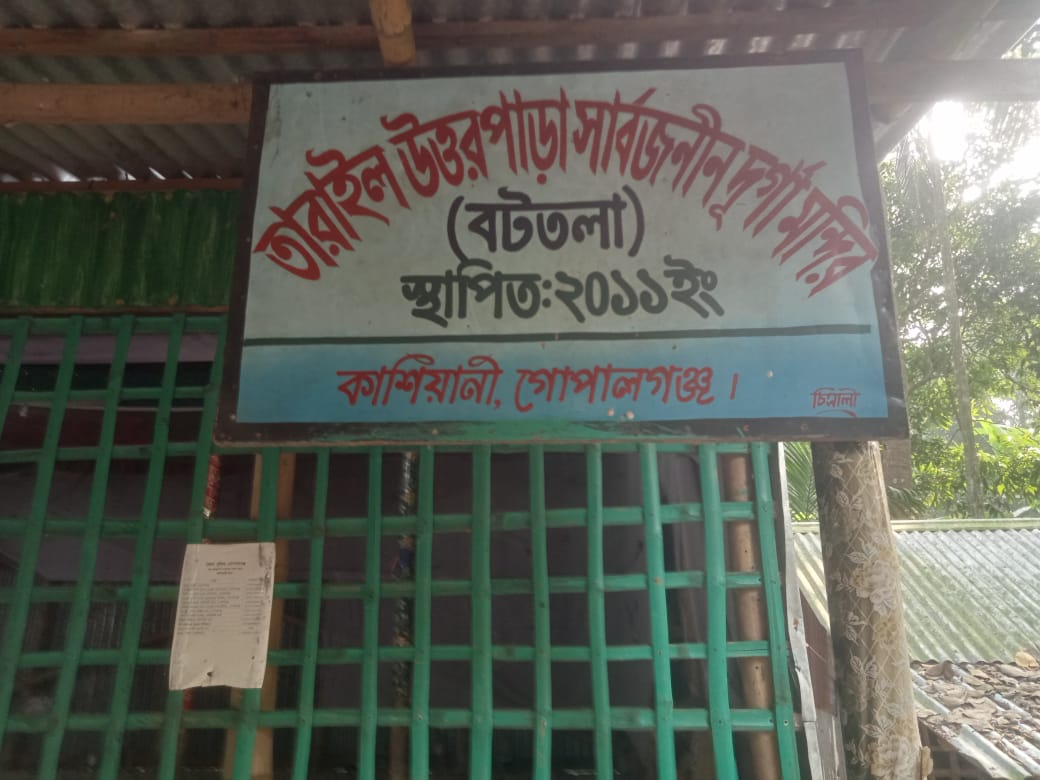 তারাইল উত্তরপাড়া সার্বজনীন দূর্গা মন্দির
(বটতলা)
স্থাপিত:২০১১ইং
কাশিয়ানী, গোপালগঞ্জ।
চিত্রালী